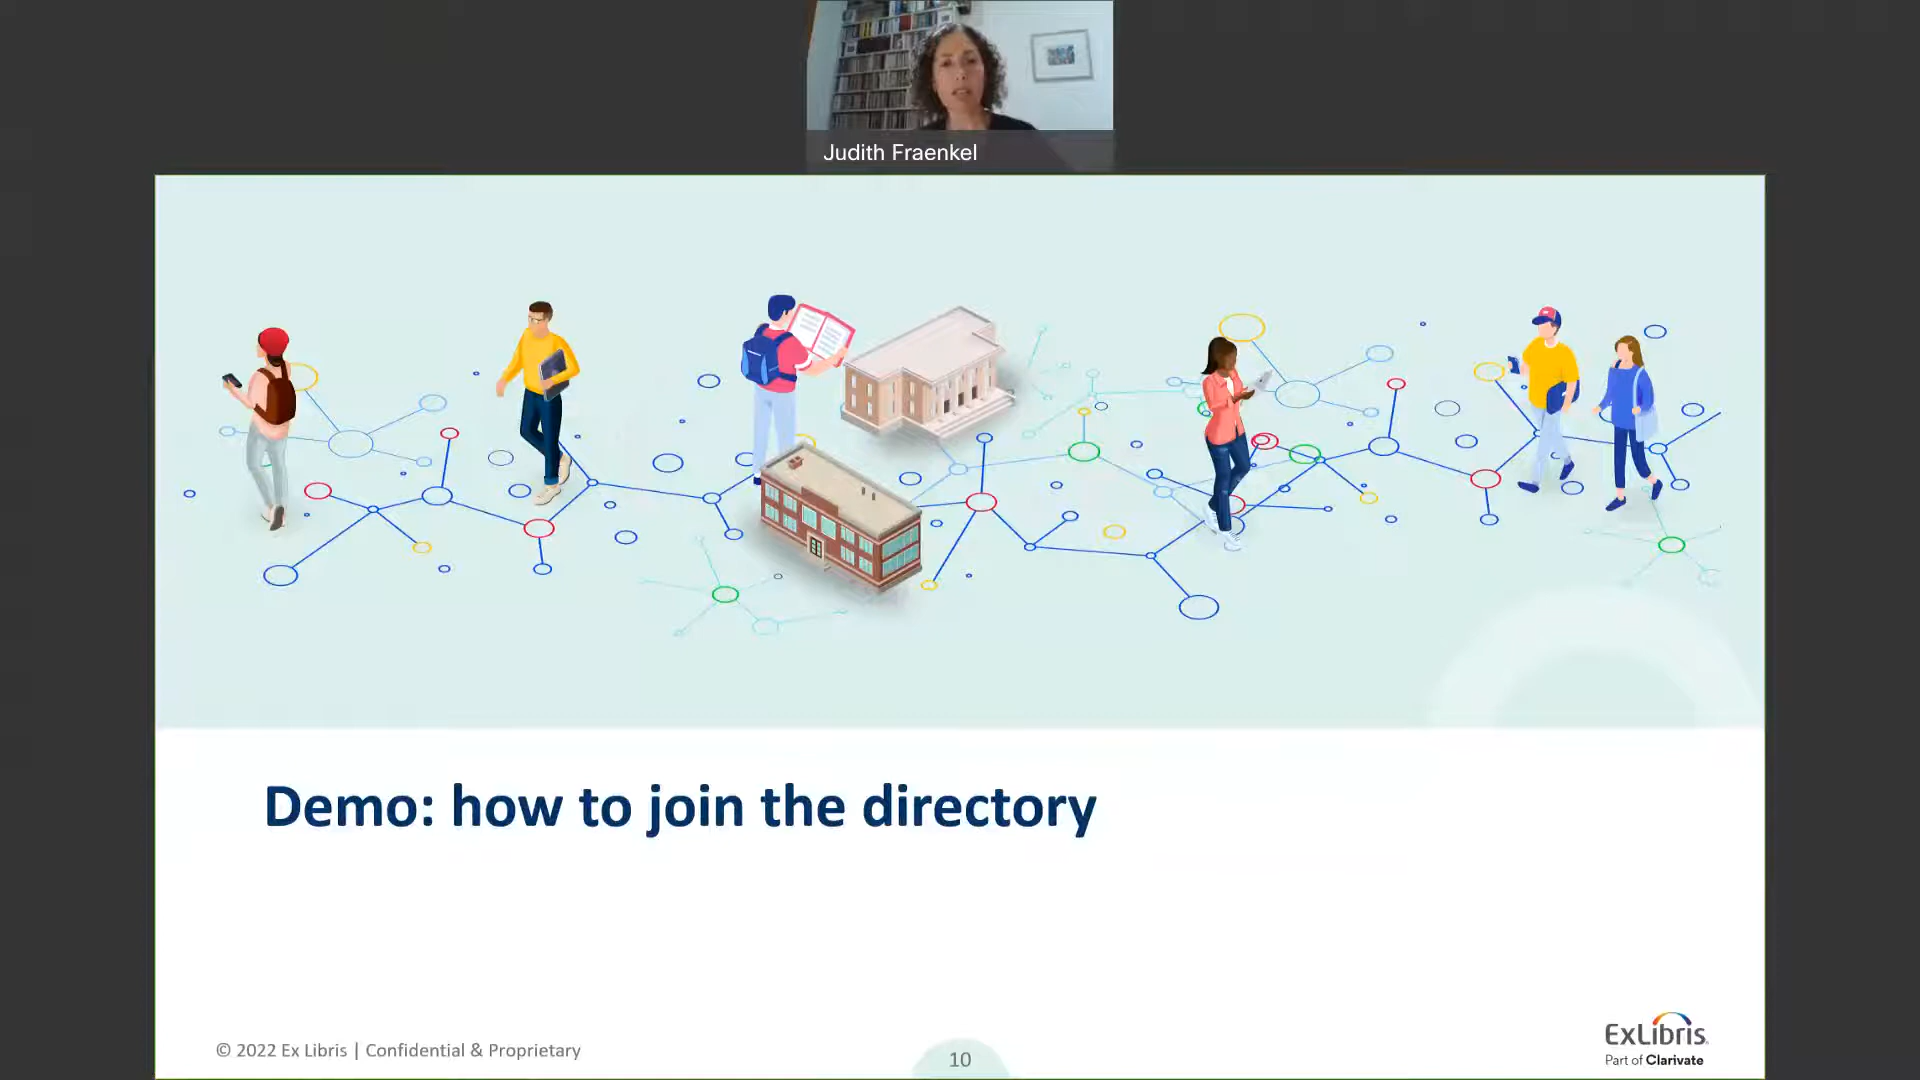 Judith Fraenkel
Demo: how to join the directory
© 2022 Ex Libris | Confidential & Proprietary
10
ExLibris
Part of Clarivate